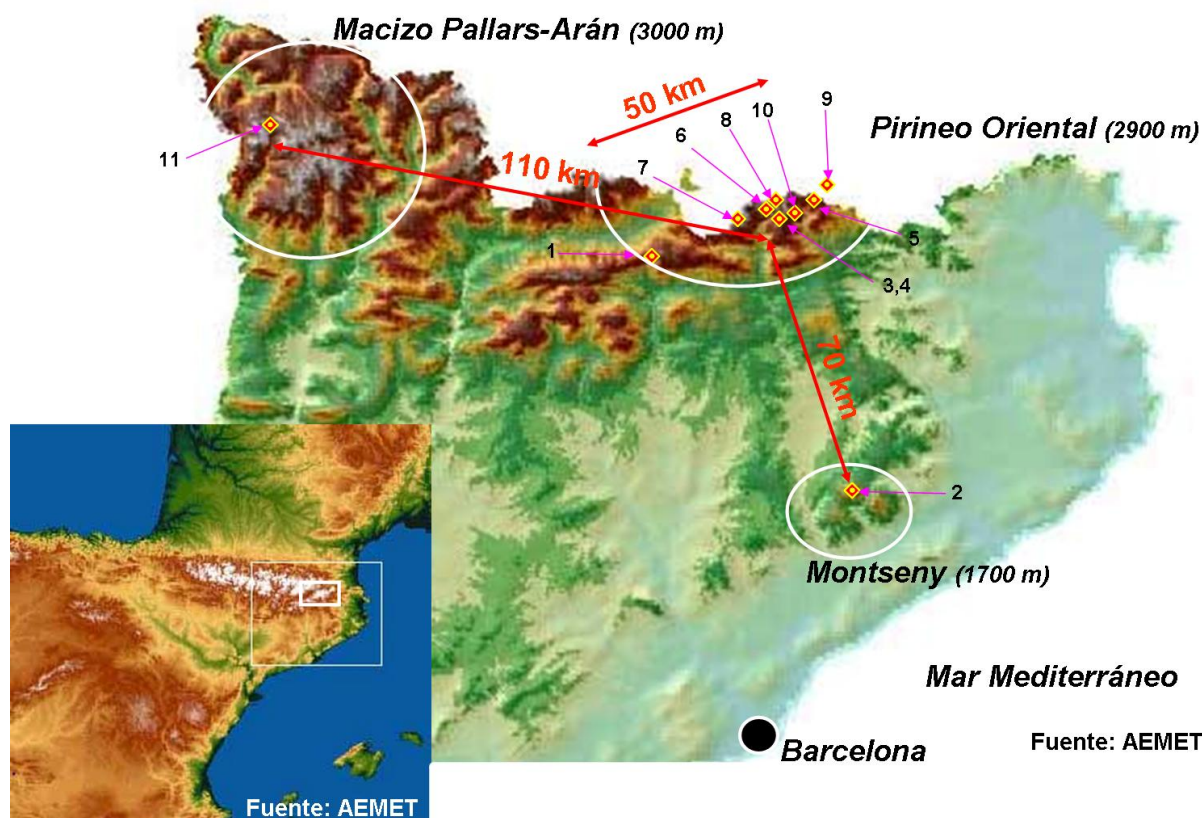 Macizo Pallars-Arán (3000 m)
50 km
9
10
8
6
Pirineo Oriental (2900 m)
11
110 km
7
5
1
3,4
70 km
2
Montseny (1700 m)
Mar Mediterráneo
Barcelona
Fuente: AEMET
Fuente: AEMET